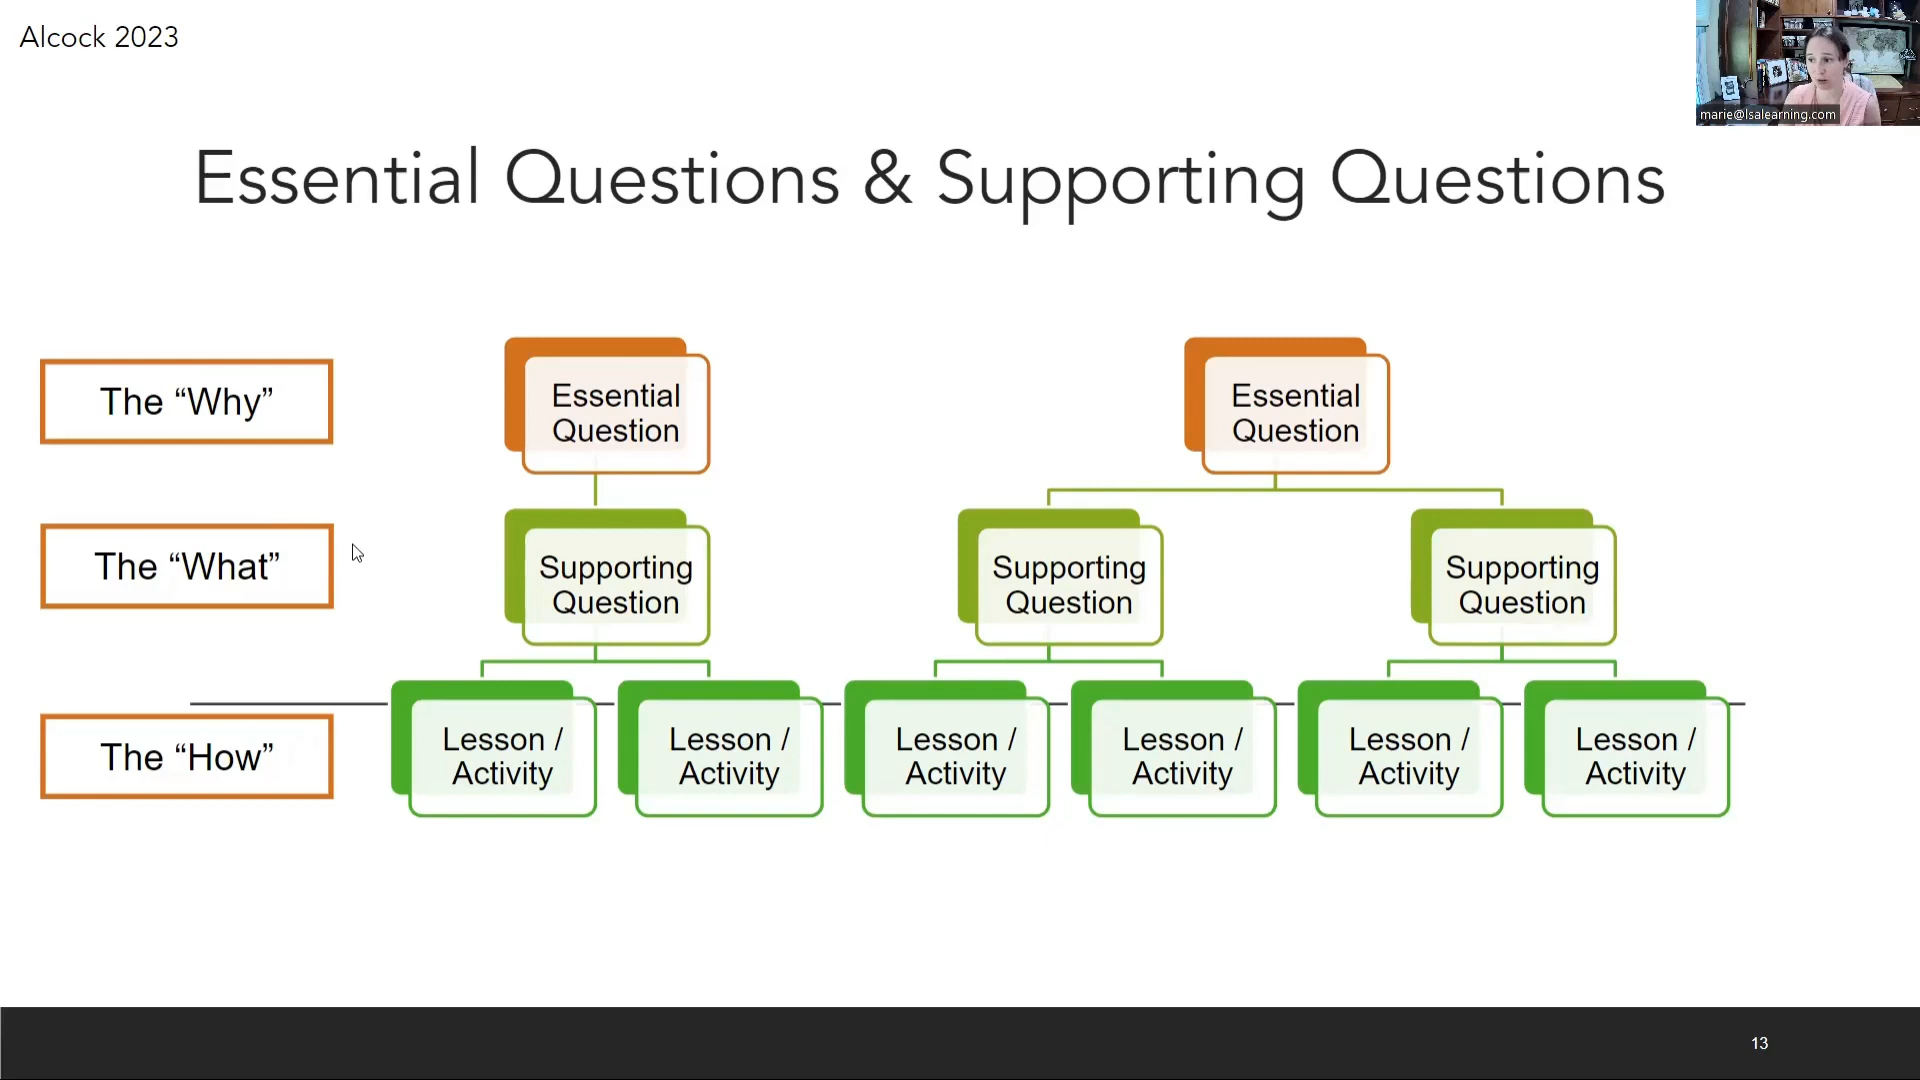 Alcock 2023
marie@lsalearning.com
Essential Questions & Supporting Questions
The “Why”
Essential
Question
Essential
Question
The “What”
Supporting
Question
Supporting
Question
Supporting
Question
The “How”
Lesson /
Activity
Lesson /
Activity
Lesson /
Activity
Lesson /
Activity
Lesson /
Activity
Lesson /
Activity
13